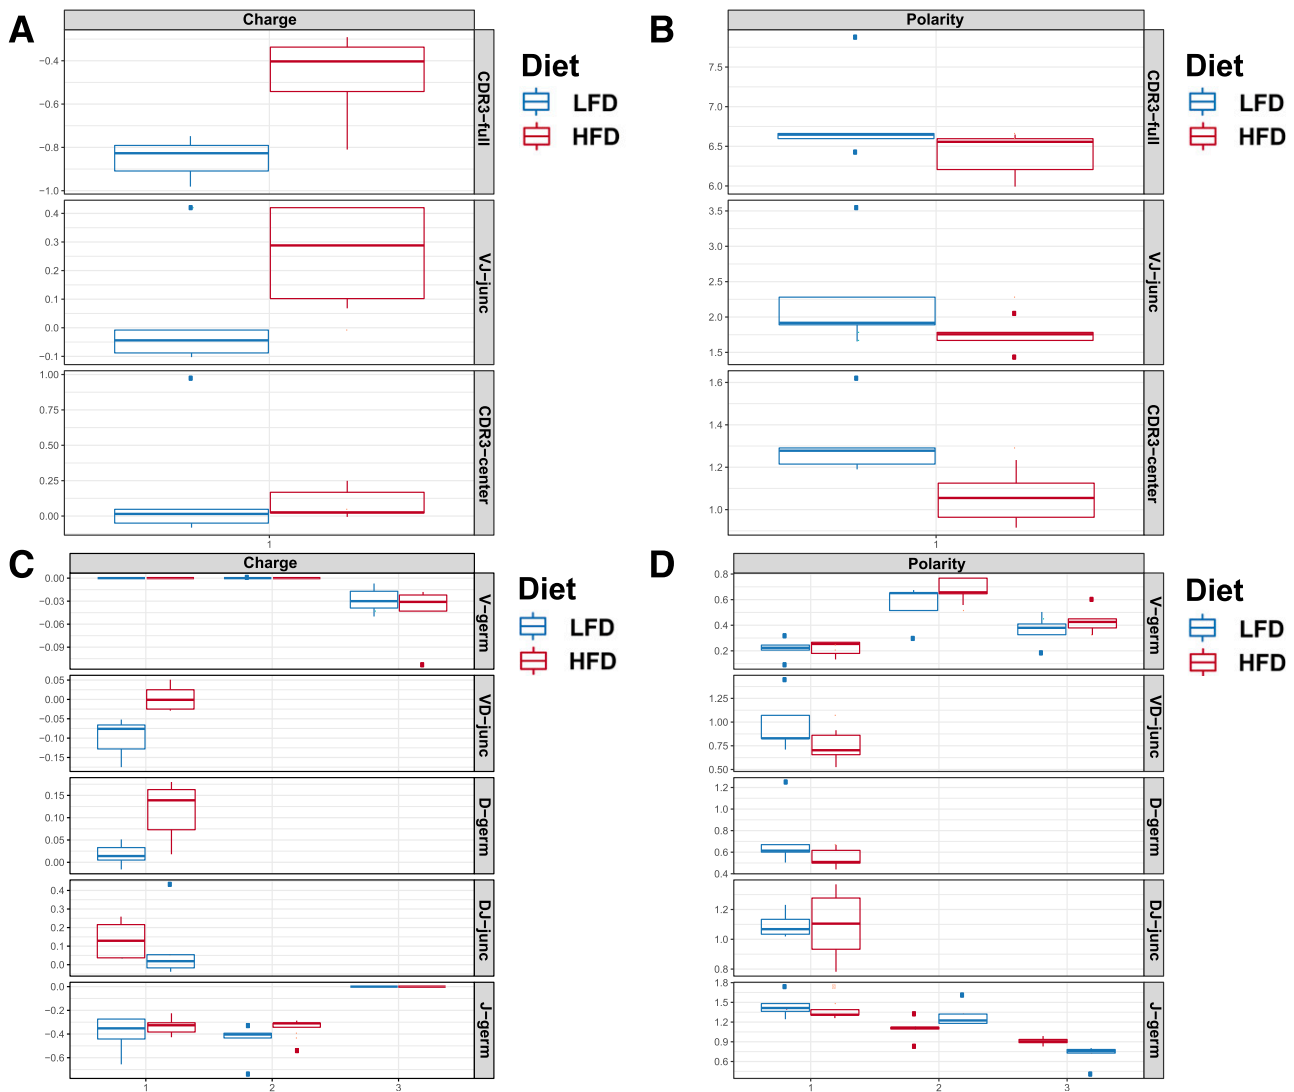 A
Charge
−0.4
−0.6
−0.8
−1.0
CDR3−full
0.4
0.3
0.2
0.1
0.0
−0.1
VJ−junc
1.00
0.75
0.50
0.25
0.00
CDR3−center
1
Diet
LFD
HFD
B
Polarity
7.5
7.0
6.5
6.0
CDR3−full
3.5
3.0
2.5
2.0
1.5
VJ−junc
1.6
1.4
1.2
1.0
CDR3−center
1
Diet
LFD
HFD
C
Charge
0.00
−0.03
−0.06
−0.09
V−germ
0.05
0.00
−0.05
−0.10
−0.15
VD−junc
0.15
0.10
0.05
0.00
D−germ
0.4
0.3
0.2
0.1
0.0
DJ−junc
0.0
−0.2
−0.4
−0.6
J−germ
1 2 3
Diet
LFD
HFD
D
Polarity
0.8
0.6
0.4
0.2
V−germ
1.25
1.00
0.75
0.50
VD−junc
1.2
1.0
0.8
0.6
0.4
D−germ
1.2
1.0
0.8
DJ−junc
1.8
1.5
1.2
0.9
0.6
J−germ
1 2 3
Diet
LFD
HFD